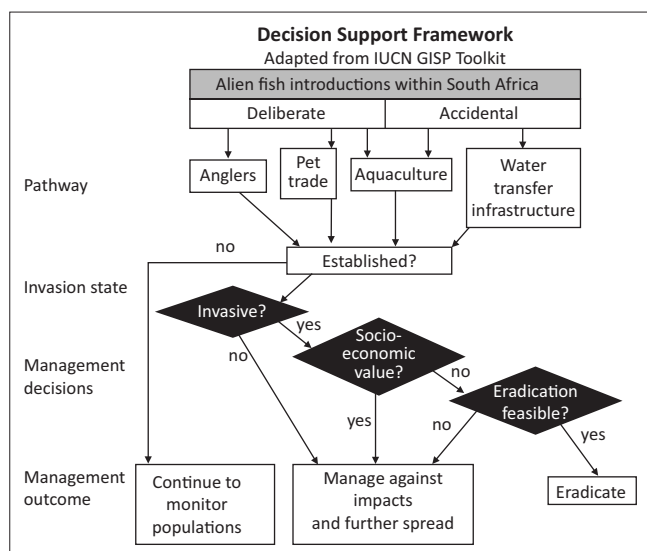 Decision Support Framework
Adapted from IUCN GISP Toolkit
Alien fish introductions within South Africa
Deliberate
Accidental
Pathway
Anglers
Pet
trade
Aquaculture
Water
transfer
infrastructure
no
Established?
Invasion state
Invasive?
yes
Socio-
economic
value?
Management
decisions
no
no
Eradication
feasible?
yes
no
yes
Management
outcome
Continue to
monitor
populations
Manage against
impacts
and further spread
Eradicate